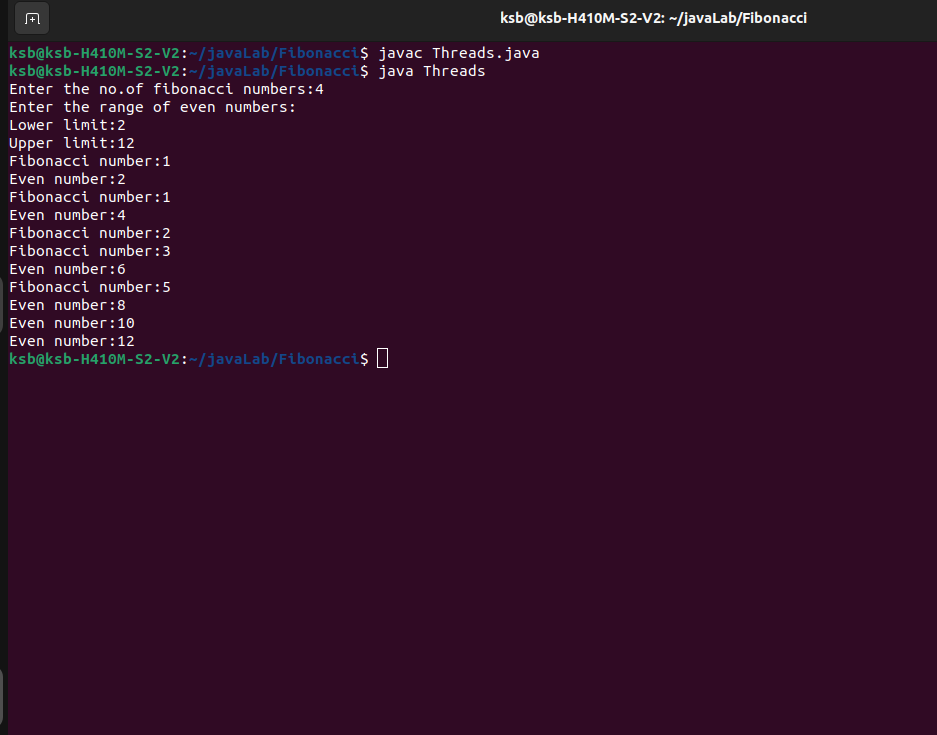 ksb@ksb-H410M-S2-V2: ~/javaLab/Fibonacci
ksb@ksb-H410M-S2-V2:~/javaLab/Fibonacci$ javac Threads.java
ksb@ksb-H410M-S2-V2:~/javaLab/Fibonacci$ java Threads
Enter the no.of fibonacci numbers:4
Enter the range of even numbers:
Lower limit:2
Upper limit:12
Fibonacci number:1
Even number:2
Fibonacci number:1
Even number:4
Fibonacci number:2
Fibonacci number:3
Even number:6
Fibonacci number:5
Even number:8
Even number:10
Even number:12
ksb@ksb-H410M-S2-V2:~/javaLab/Fibonacci$